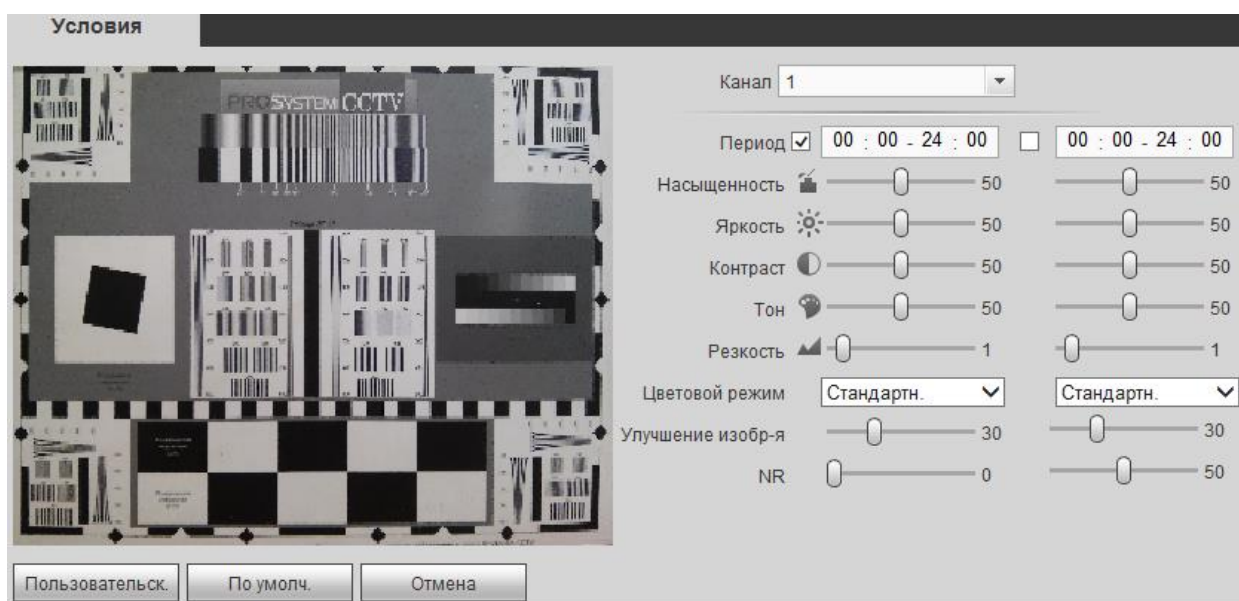 Условия
PROSYSTEM CCTV
Канал 1
Период 00 : 00 - 24 : 00 00 : 00 - 24 : 00
Насыщенность 50 50
Яркость 50 50
Контраст 50 50
Тон 50 50
Резкость 1 1
Цветовой режим Стандартн. Стандартн.
Улучшение изобр-я 30 30
NR 0 50
Пользовательск. По умолч. Отмена